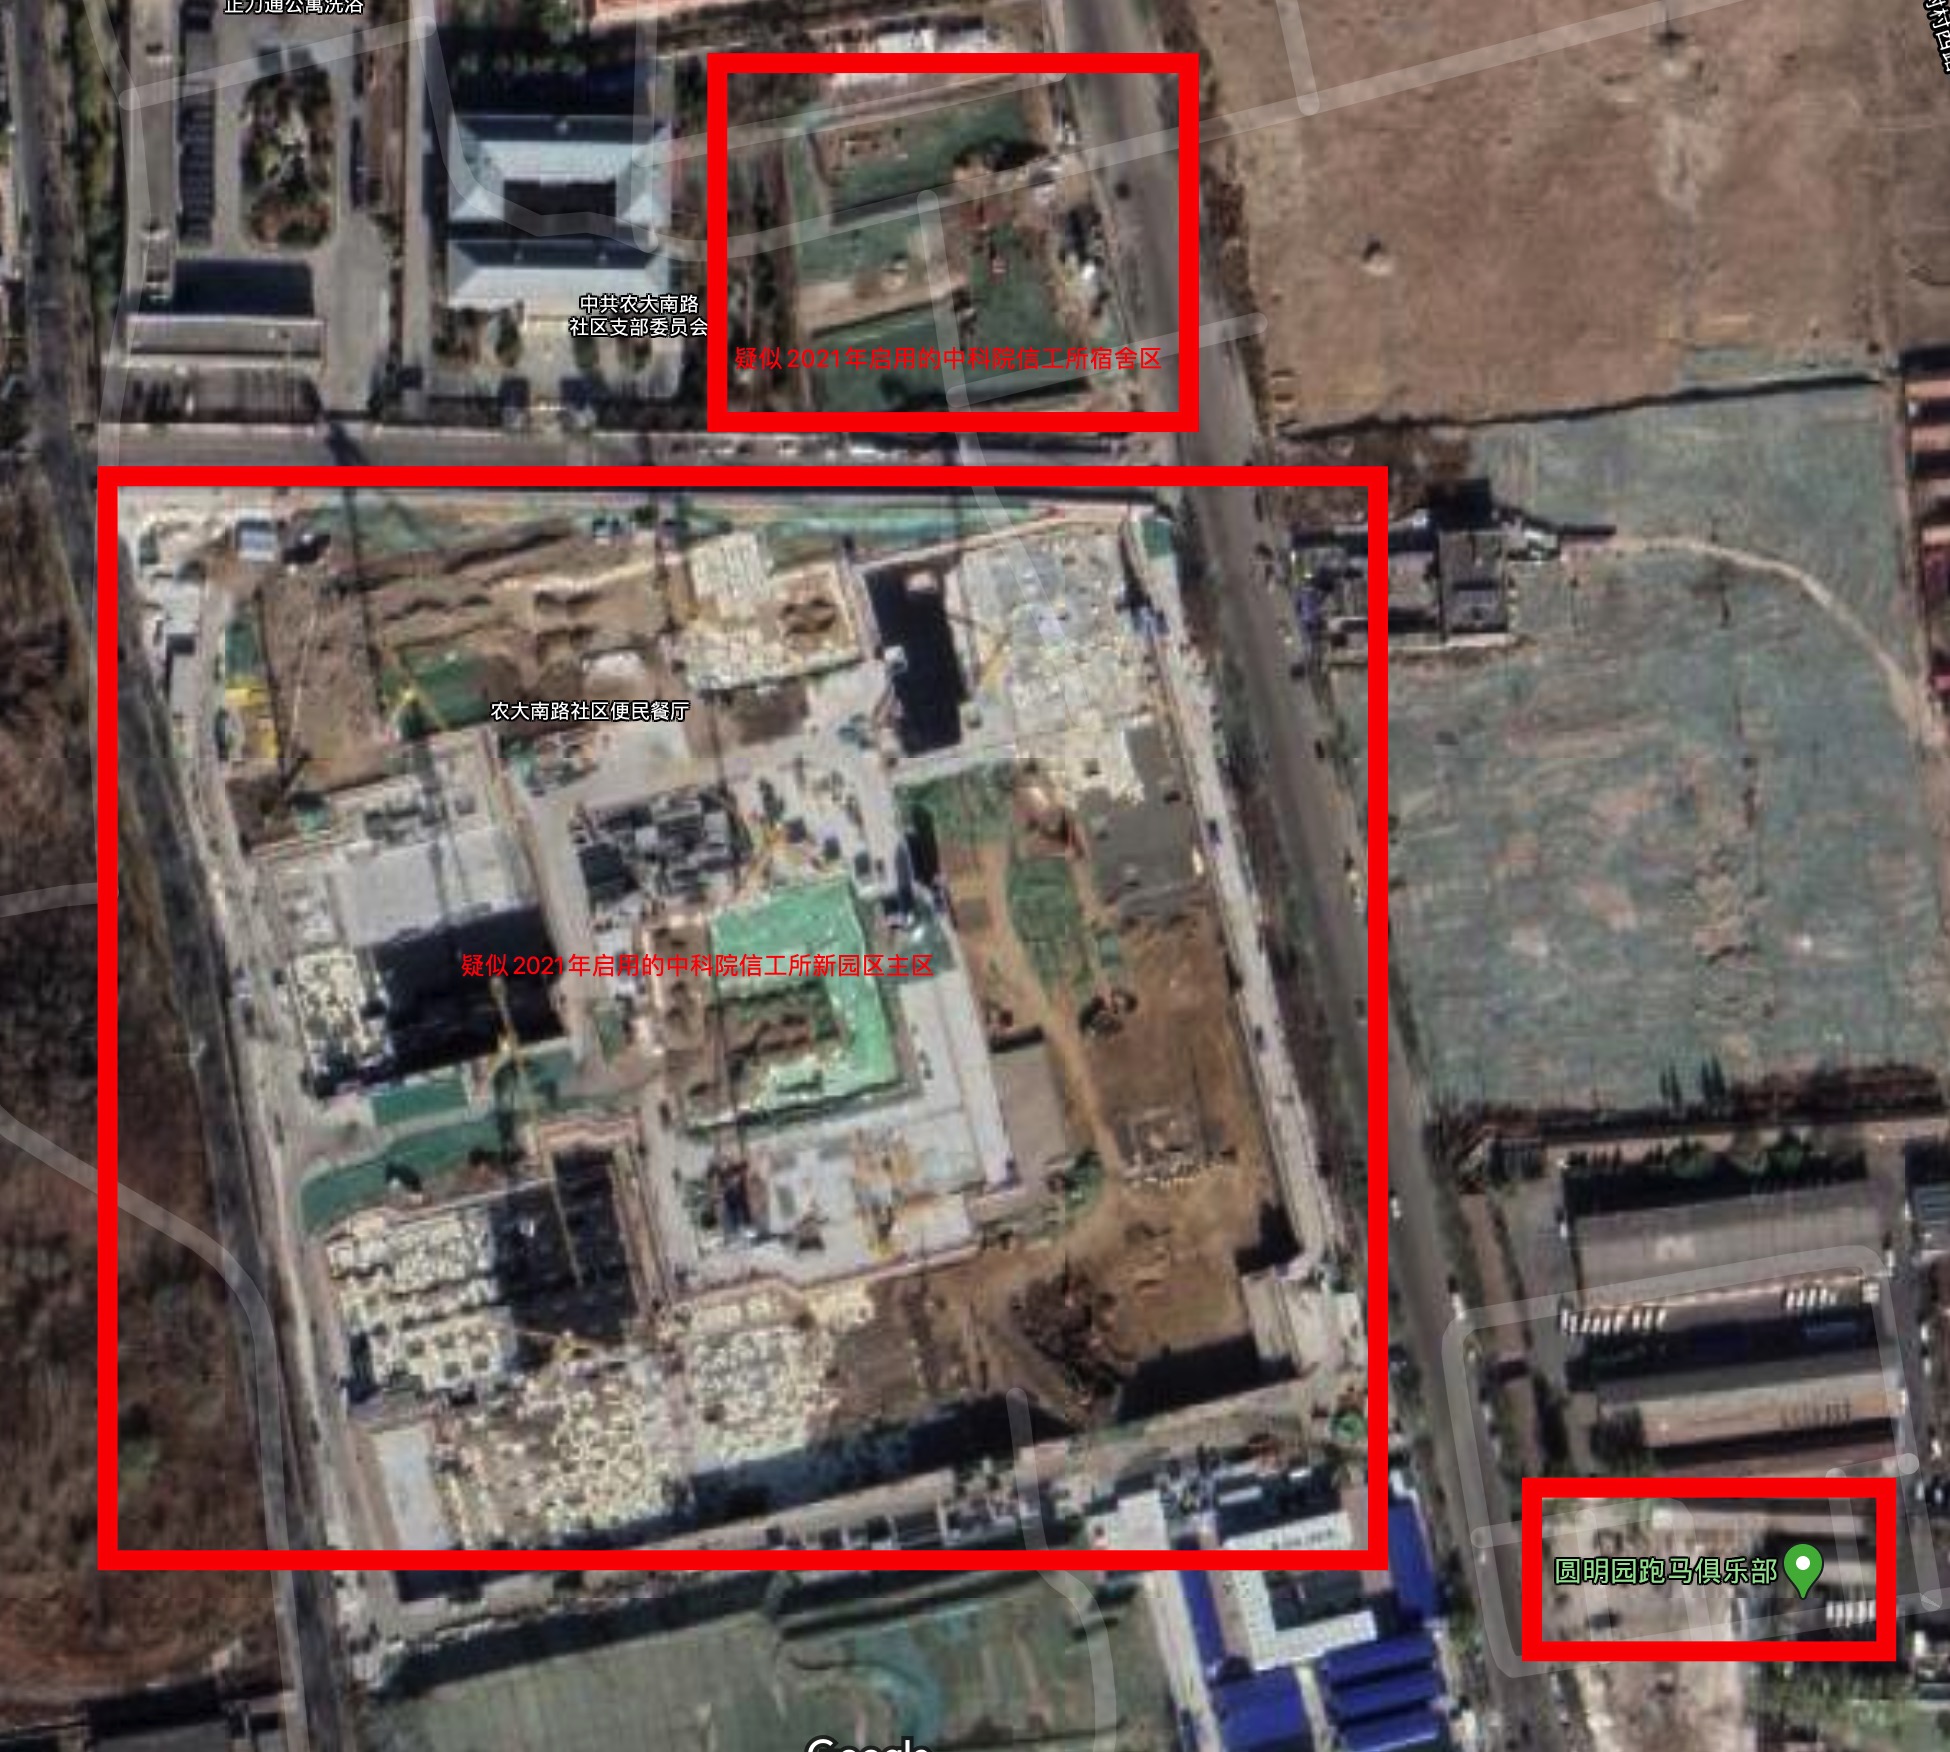 正力通公寓洗浴
树村西路
中共农大南路
社区支部委员会
疑似2021年启用的中科院信工所宿舍区
农大南路社区便民餐厅
疑似2021年启用的中科院信工所新园区主区
圆明园跑马俱乐部
Google